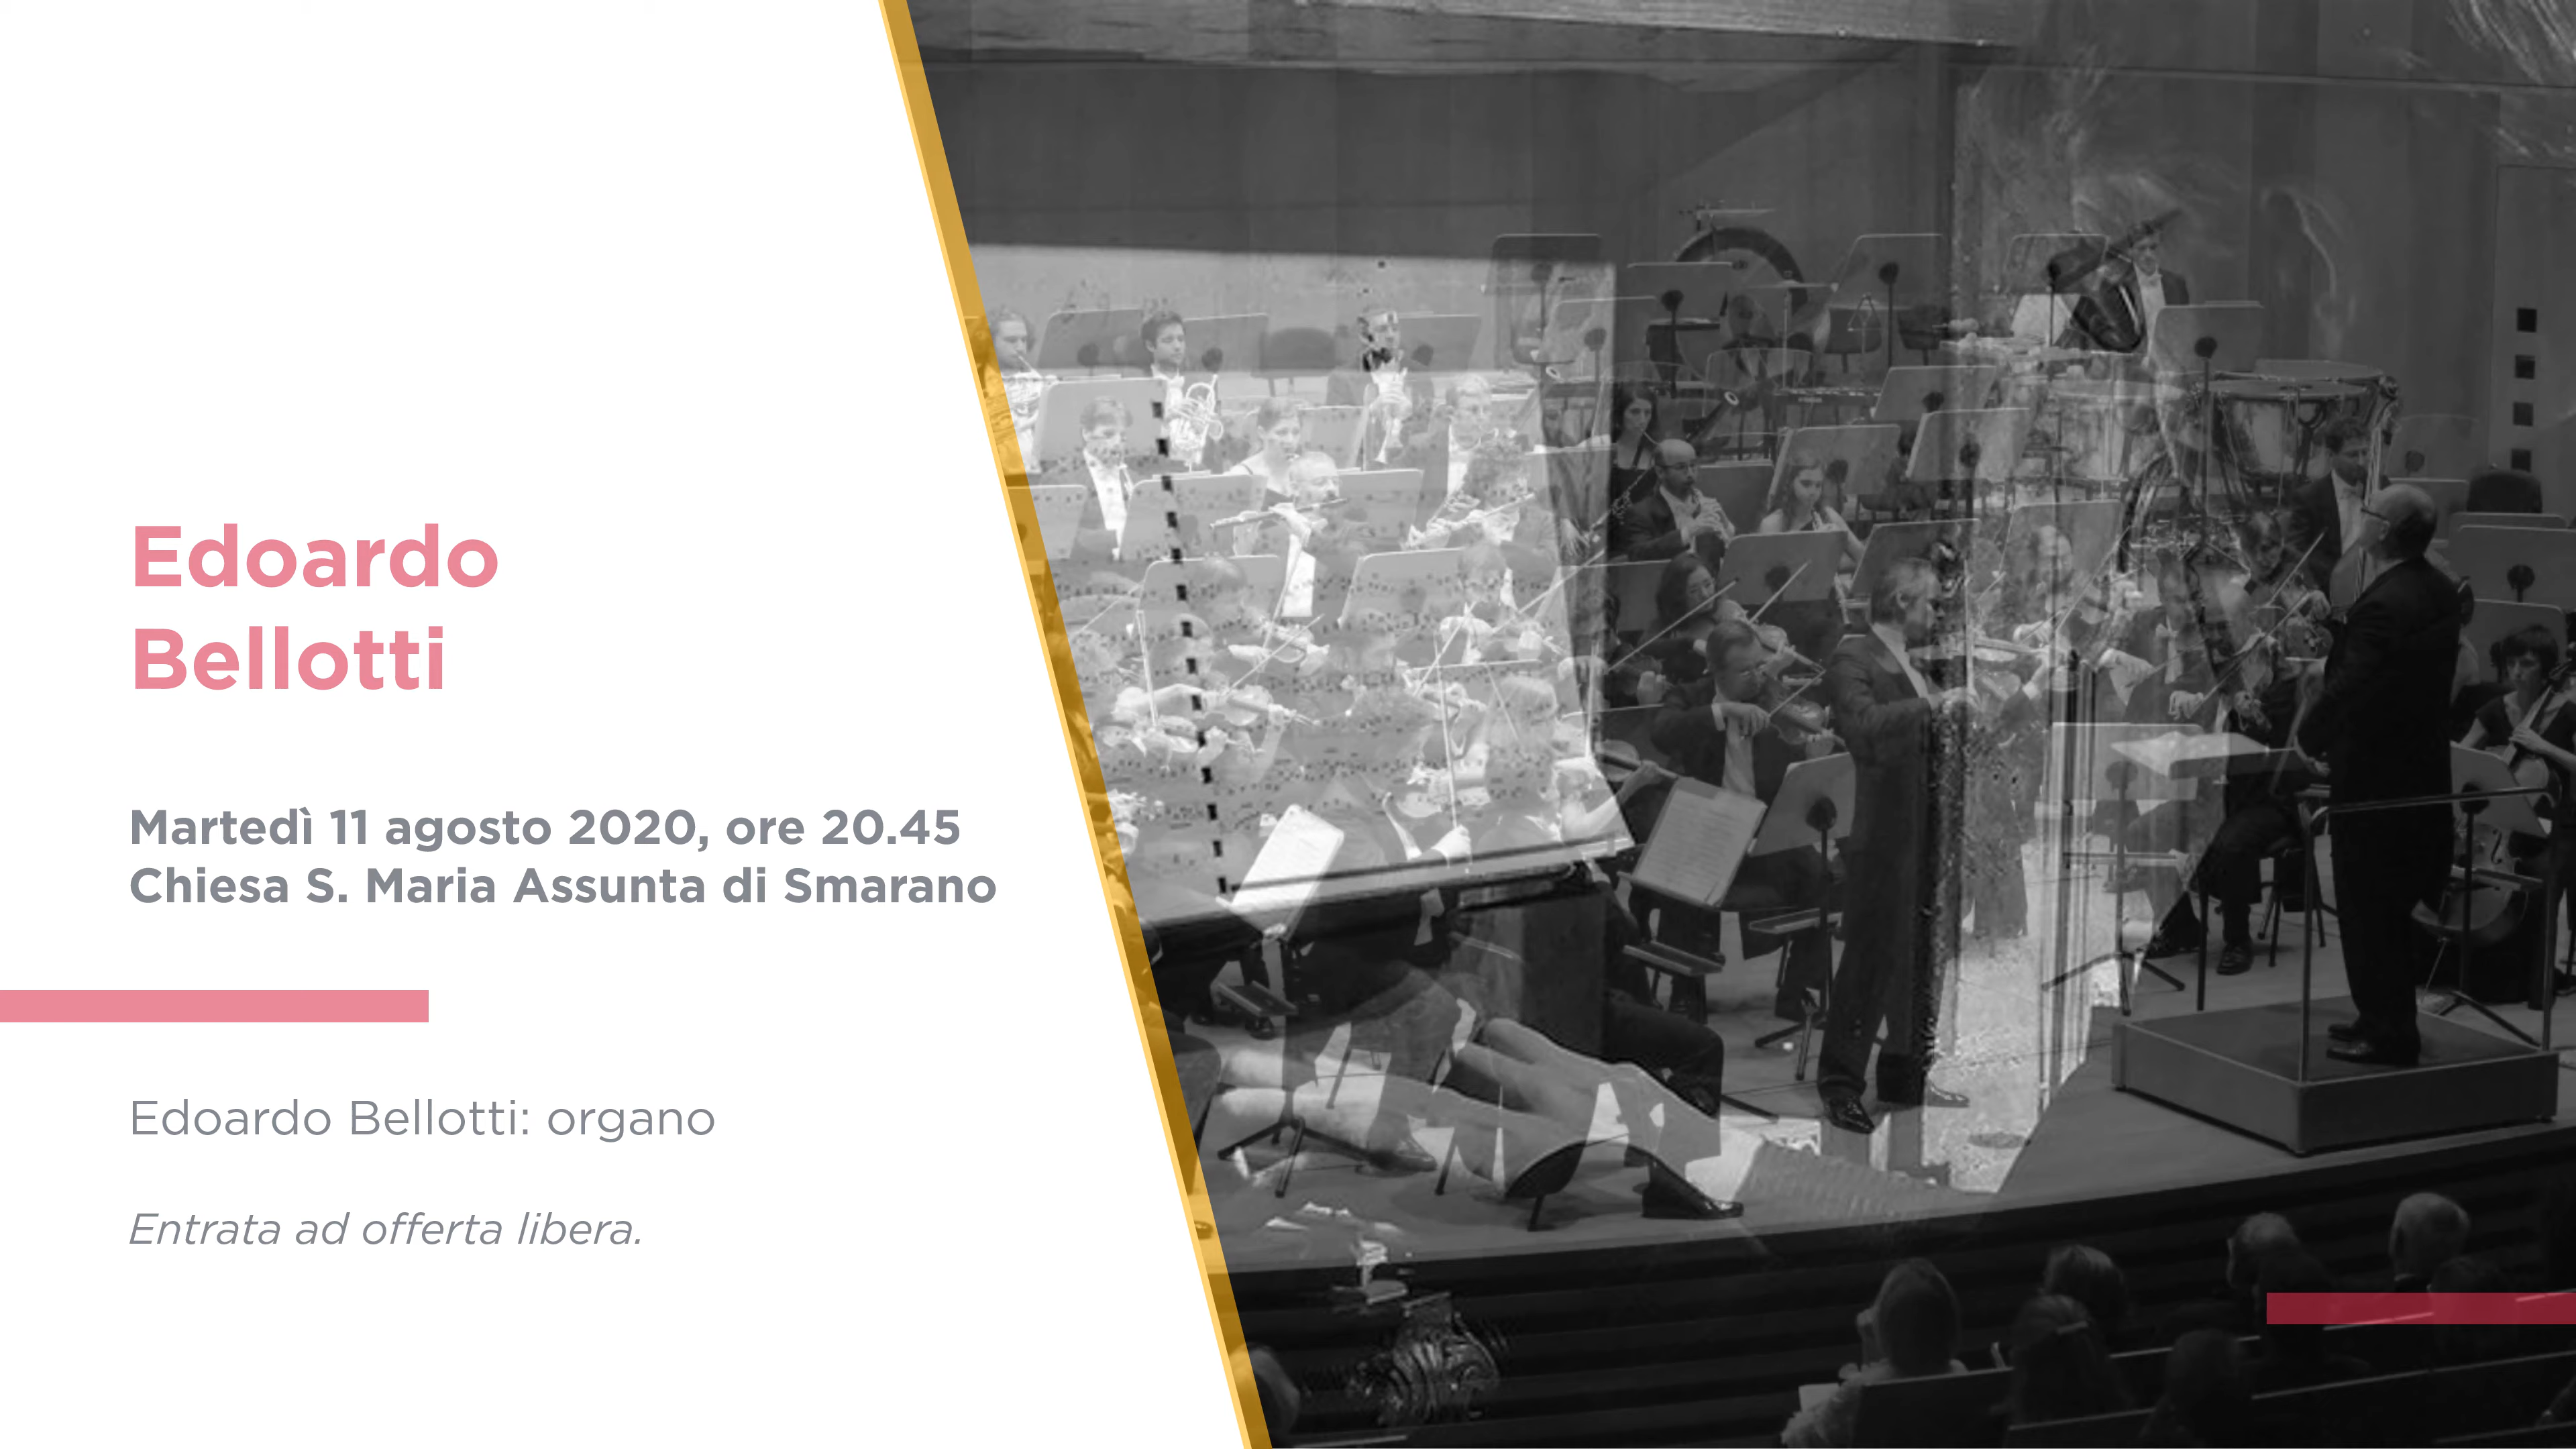 Edoardo
Bellotti
Martedì 11 agosto 2020, ore 20.45
Chiesa S. Maria Assunta di Smarano
Edoardo Bellotti: organo
Entrata ad offerta libera.